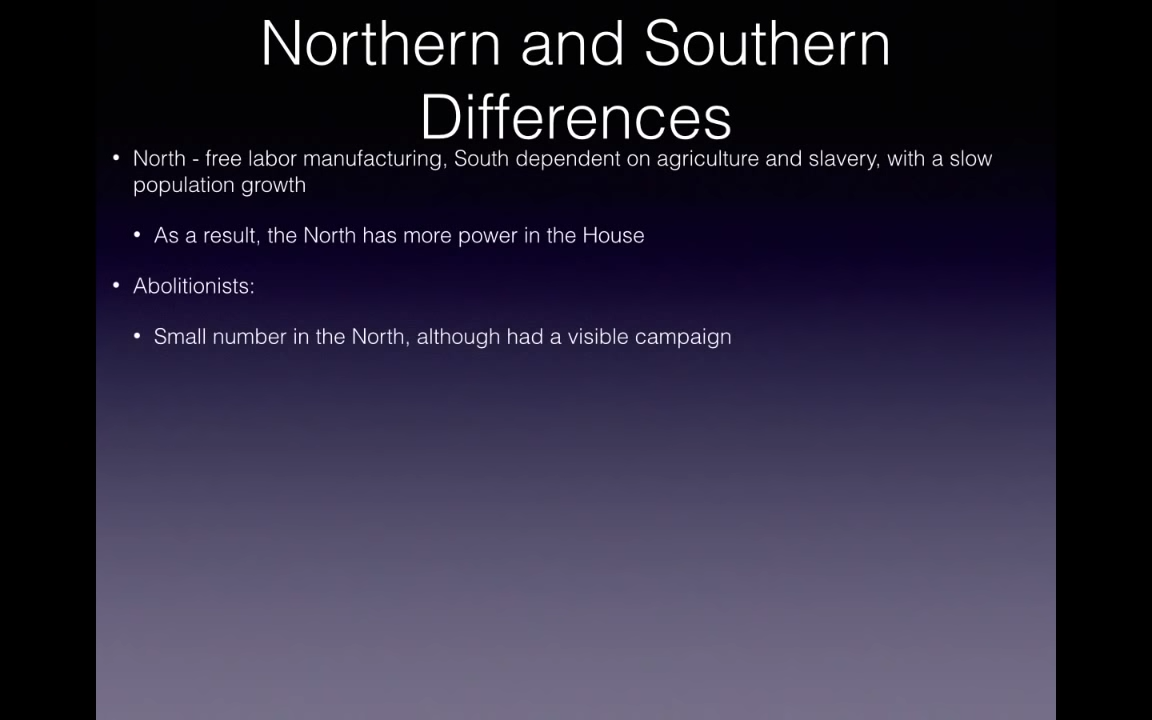 Northern and Southern
Differences
• North - free labor manufacturing, South dependent on agriculture and slavery, with a slow
population growth
• As a result, the North has more power in the House
• Abolitionists:
• Small number in the North, although had a visible campaign